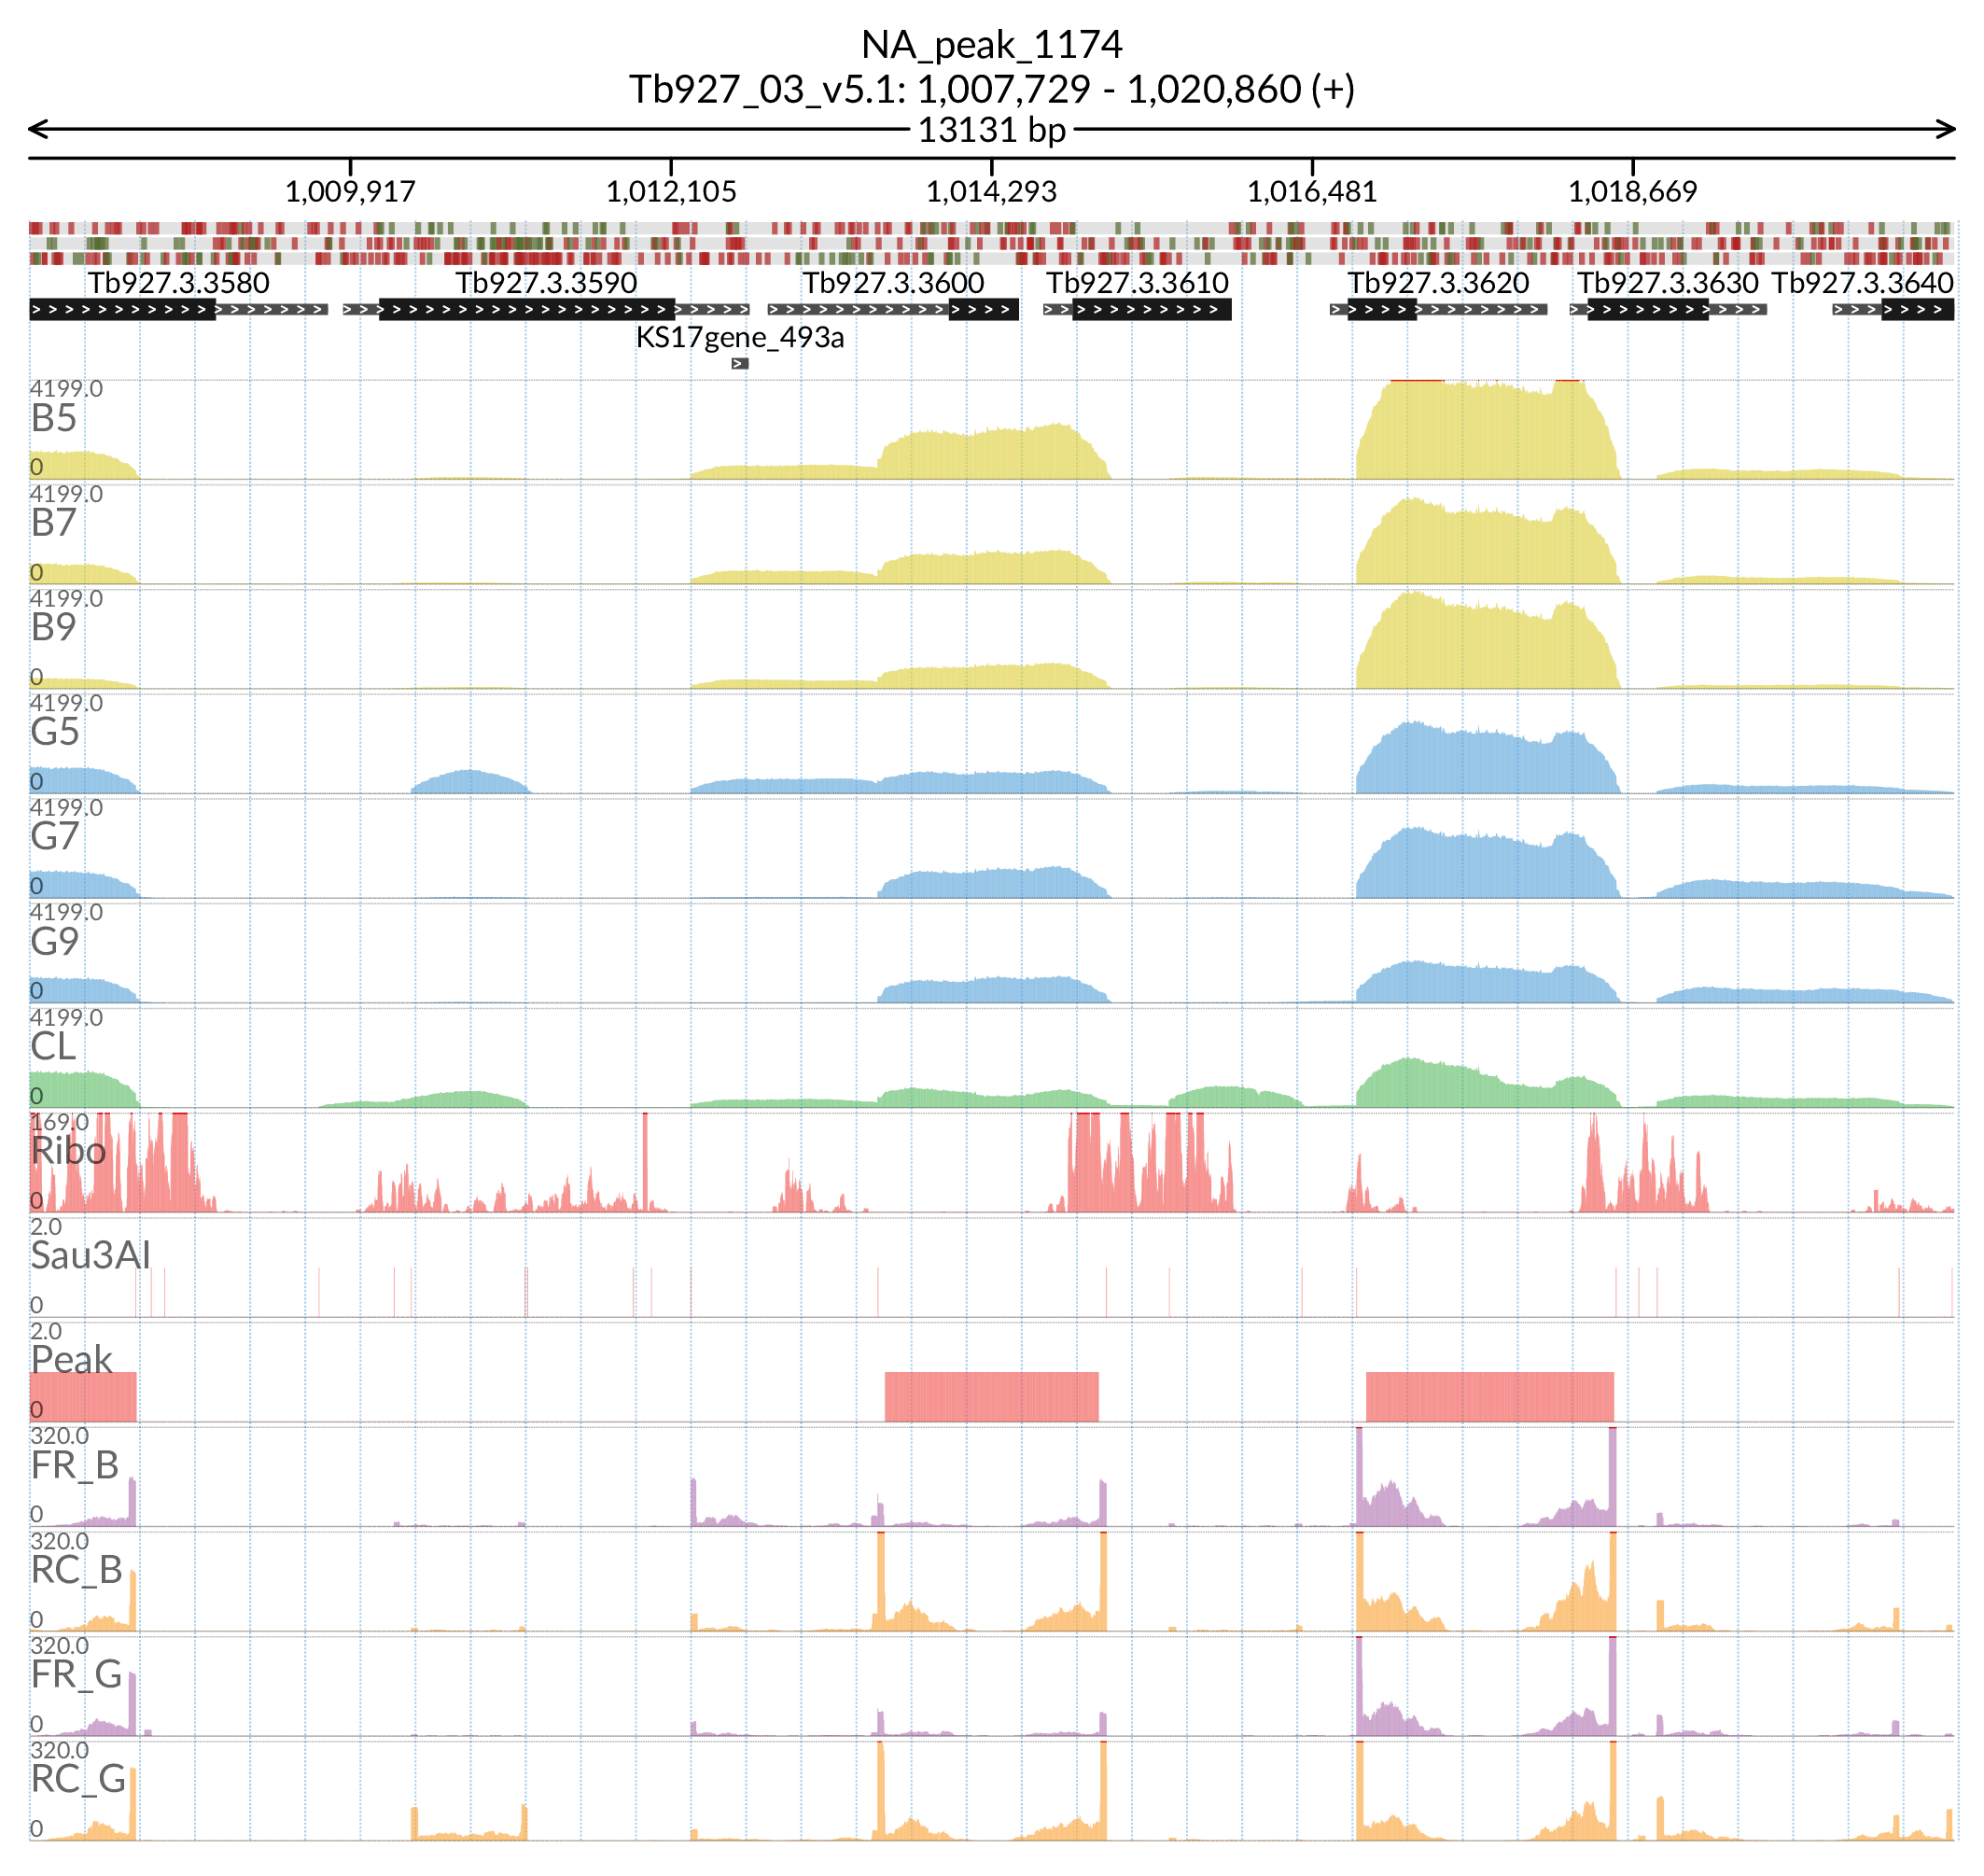 NA_peak_1174
Tb927_03_v5.1: 1,007,729 - 1,020,860 (+)
13131 bp
1,009,917 1,012,105 1,014,293 1,016,481 1,018,669
Tb927.3.3580 Tb927.3.3590 Tb927.3.3600 Tb927.3.3610 Tb927.3.3620 Tb927.3.3630 Tb927.3.3640
KS17gene_493a
4199.0
B5
0
4199.0
B7
0
4199.0
B9
0
4199.0
G5
0
4199.0
G7
0
4199.0
G9
0
4199.0
CL
0
169.0
Ribo
0
2.0
Sau3AI
0
2.0
Peak
0
320.0
FR_B
0
320.0
RC_B
0
320.0
FR_G
0
320.0
RC_G
0